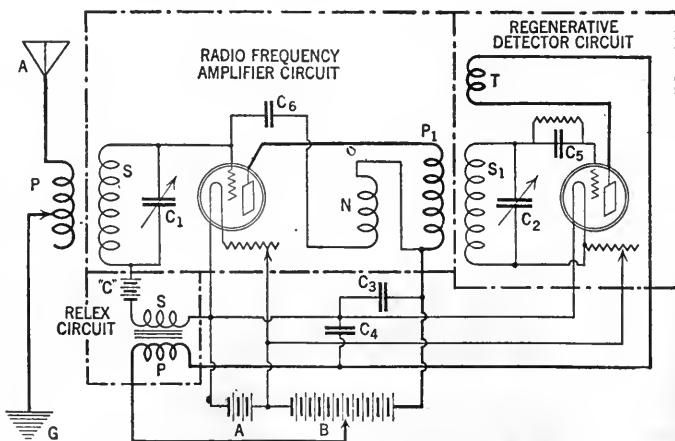 REGENERATIVE
DETECTOR CIRCUIT
RADIO FREQUENCY
AMPLIFIER CIRCUIT
A
T
C6
P1
C5
P
S
C1
N
S1
C2
"C"
S
RELEX
CIRCUIT
P
C3
C4
G
A
B